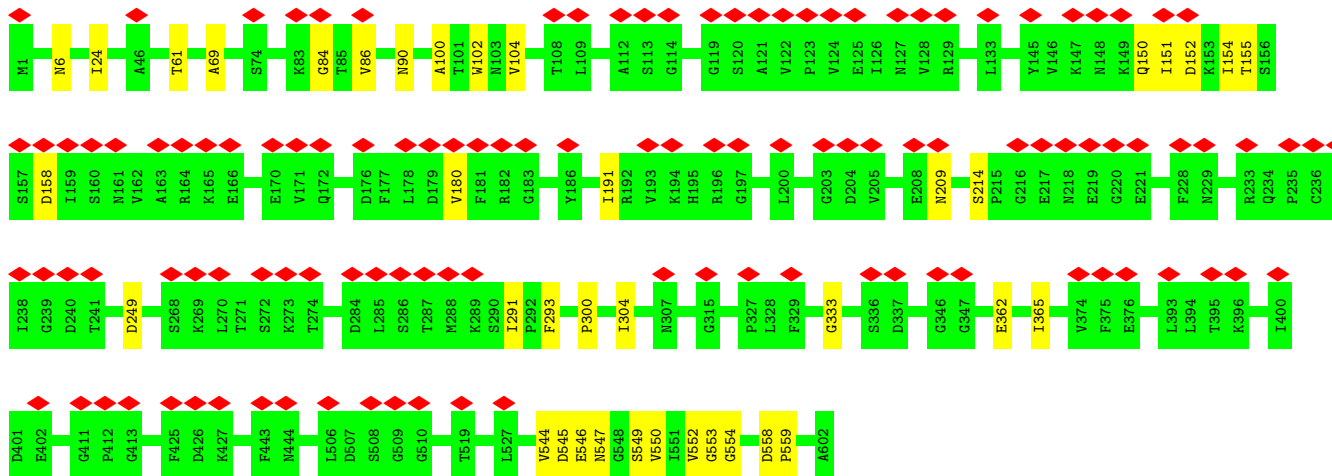 M1 N6 I24 A46 T61 A69 S74 K83 G84 T85 V86 N90 A100 T101 W102 N103 V104 T108 L109 A112 S113 G114 G119 S120 A121 V122 P123 V124 E125 I126 N127 V128 R129 L133 Y145 V146 K147 N148 K149 Q150 I151 D152 K153 I154 T155 S156
S157 D158 I159 S160 N161 V162 A163 R164 K165 E166 E170 V171 Q172 D176 F177 L178 D179 V180 F181 R182 G183 Y186 I191 R192 V193 K194 H195 R196 G197 L200 G203 D204 V205 E208 N209 S214 P215 G216 E217 N218 E219 G220 E221 F228 N229 R233 Q234 P235 C236
I238 G239 D240 T241 D249 S268 K269 L270 T271 S272 K273 T274 D284 L285 S286 T287 M288 K289 S290 I291 P292 F293 P300 I304 N307 G315 P327 L328 F329 G333 S336 D337 G346 G347 E362 I365 V374 F375 E376 L393 L394 T395 K396 I400
D401 E402 G411 P412 G413 F425 D426 K427 F443 N444 L506 D507 S508 G509 G510 T519 L527 V544 D545 E546 N547 G548 S549 V550 I551 V552 G553 G554 D558 P559 A602